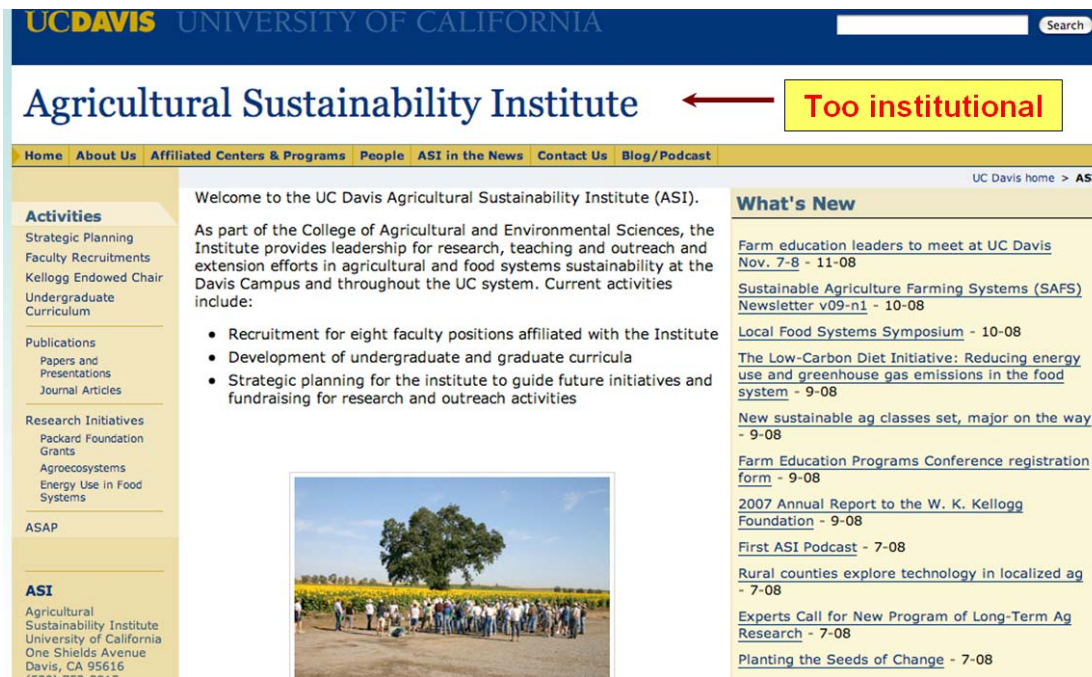 UCDAVIS UNIVERSITY OF CALIFORNIA
Search
Agricultural Sustainability Institute
Too institutional
Home About Us Affiliated Centers & Programs People ASI in the News Contact Us Blog/Podcast
UC Davis home > AS
Activities
Strategic Planning
Faculty Recruitments
Kellogg Endowed Chair
Undergraduate
Curriculum
Publications
Papers and
Presentations
Journal Articles
Research Initiatives
Packard Foundation
Grants
Agroecosystems
Energy Use in Food
Systems
ASAP
ASI
Agricultural
Sustainability Institute
University of California
One Shields Avenue
Davis, CA 95616
Welcome to the UC Davis Agricultural Sustainability Institute (ASI).
As part of the College of Agricultural and Environmental Sciences, the
Institute provides leadership for research, teaching and outreach and
extension efforts in agricultural and food systems sustainability at the
Davis Campus and throughout the UC system. Current activities
include:
• Recruitment for eight faculty positions affiliated with the Institute
• Development of undergraduate and graduate curricula
• Strategic planning for the institute to guide future initiatives and
fundraising for research and outreach activities
What's New
Farm education leaders to meet at UC Davis
Nov. 7-8 - 11-08
Sustainable Agriculture Farming Systems (SAFS)
Newsletter v09-n1 - 10-08
Local Food Systems Symposium - 10-08
The Low-Carbon Diet Initiative: Reducing energy
use and greenhouse gas emissions in the food
system - 9-08
New sustainable ag classes set, major on the way
- 9-08
Farm Education Programs Conference registration
form - 9-08
2007 Annual Report to the W. K. Kellogg
Foundation - 9-08
First ASI Podcast - 7-08
Rural counties explore technology in localized ag
- 7-08
Experts Call for New Program of Long-Term Ag
Research - 7-08
Planting the Seeds of Change - 7-08